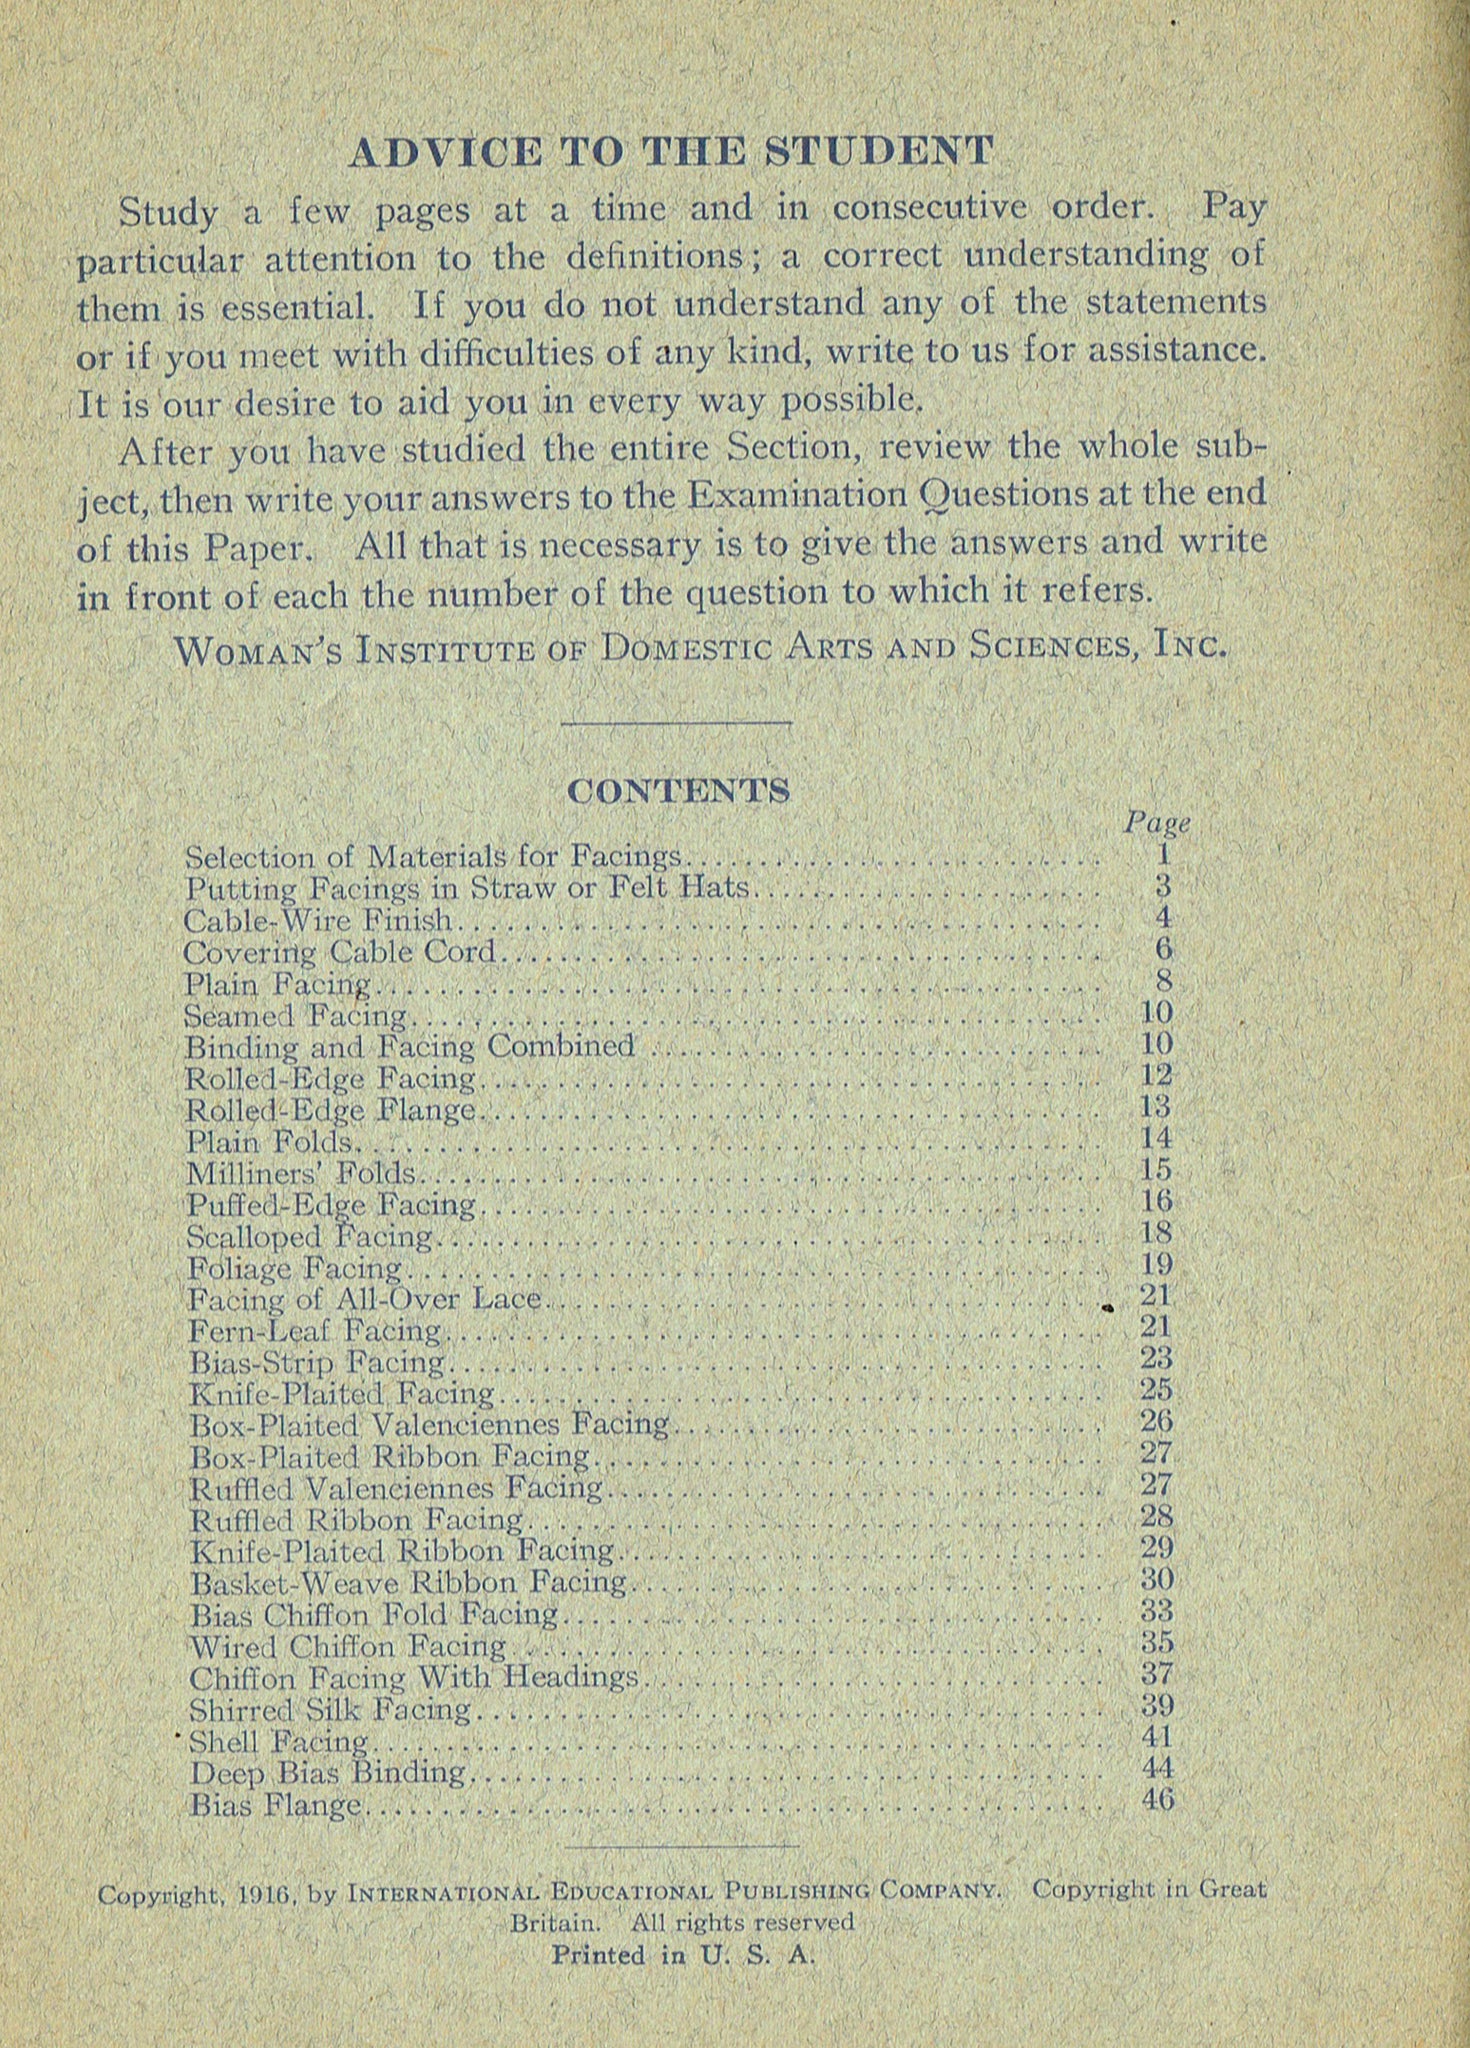 ADVICE TO THE STUDENT
Study a few pages at a time and in consecutive order. Pay
particular attention to the definitions; a correct understanding of
them is essential. If you do not understand any of the statements
or if you meet with difficulties of any kind, write to us for assistance.
It is our desire to aid you in every way possible.
After you have studied the entire Section, review the whole sub-
ject, then write your answers to the Examination Questions at the end
of this Paper. All that is necessary is to give the answers and write
in front of each the number of the question to which it refers.
WOMAN'S INSTITUTE OF DOMESTIC ARTS AND SCIENCES, INC.
CONTENTS
Page
Selection of Materials for Facings 1
Putting Facings in Straw or Felt Hats 3
Cable-Wire Finish 4
Covering Cable Cord 6
Plain Facing 8
Seamed Facing 10
Binding and Facing Combined 10
Rolled-Edge Facing 12
Rolled-Edge Flange 13
Plain Folds 14
Milliners' Folds 15
Puffed-Edge Facing 16
Scalloped Facing 18
Foliage Facing 19
Facing of All-Over Lace 21
Fern-Leaf Facing 21
Bias-Strip Facing 23
Knife-Plaited Facing 25
Box-Plaited Valenciennes Facing 26
Box-Plaited Ribbon Facing 27
Ruffled Valenciennes Facing 27
Ruffled Ribbon Facing 28
Knife-Plaited Ribbon Facing 29
Basket-Weave Ribbon Facing 30
Bias Chiffon Fold Facing 33
Wired Chiffon Facing 35
Chiffon Facing With Headings 37
Shirred Silk Facing 39
Shell Facing 41
Deep Bias Binding 44
Bias Flange 46
Copyright, 1916, by INTERNATIONAL EDUCATIONAL PUBLISHING COMPANY. Copyright in Great
Britain. All rights reserved
Printed in U. S. A.